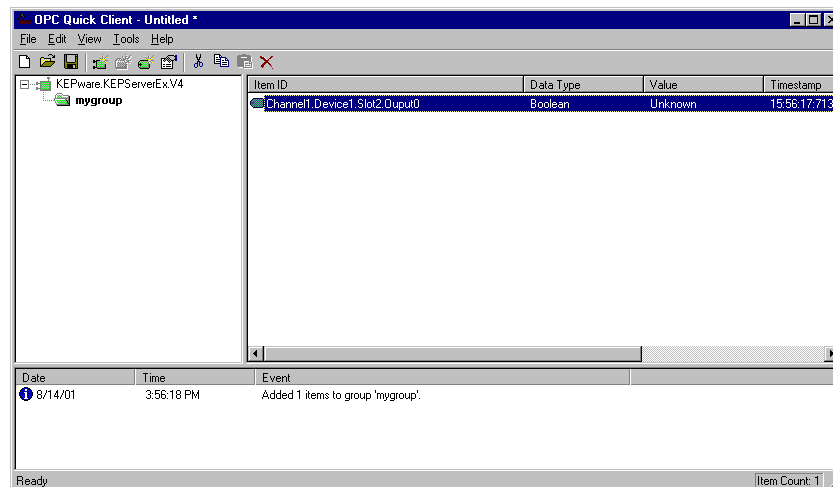 OPC Quick Client - Untitled *
File Edit View Tools Help
KEPware.KEPServerEx.V4
mygroup
Item ID Data Type Value Timestamp
Channel1.Device1.Slot2.Ouput0 Boolean Unknown 15:56:17:713
Date Time Event
8/14/01 3:56:18 PM Added 1 items to group 'mygroup'.
Ready Item Count: 1